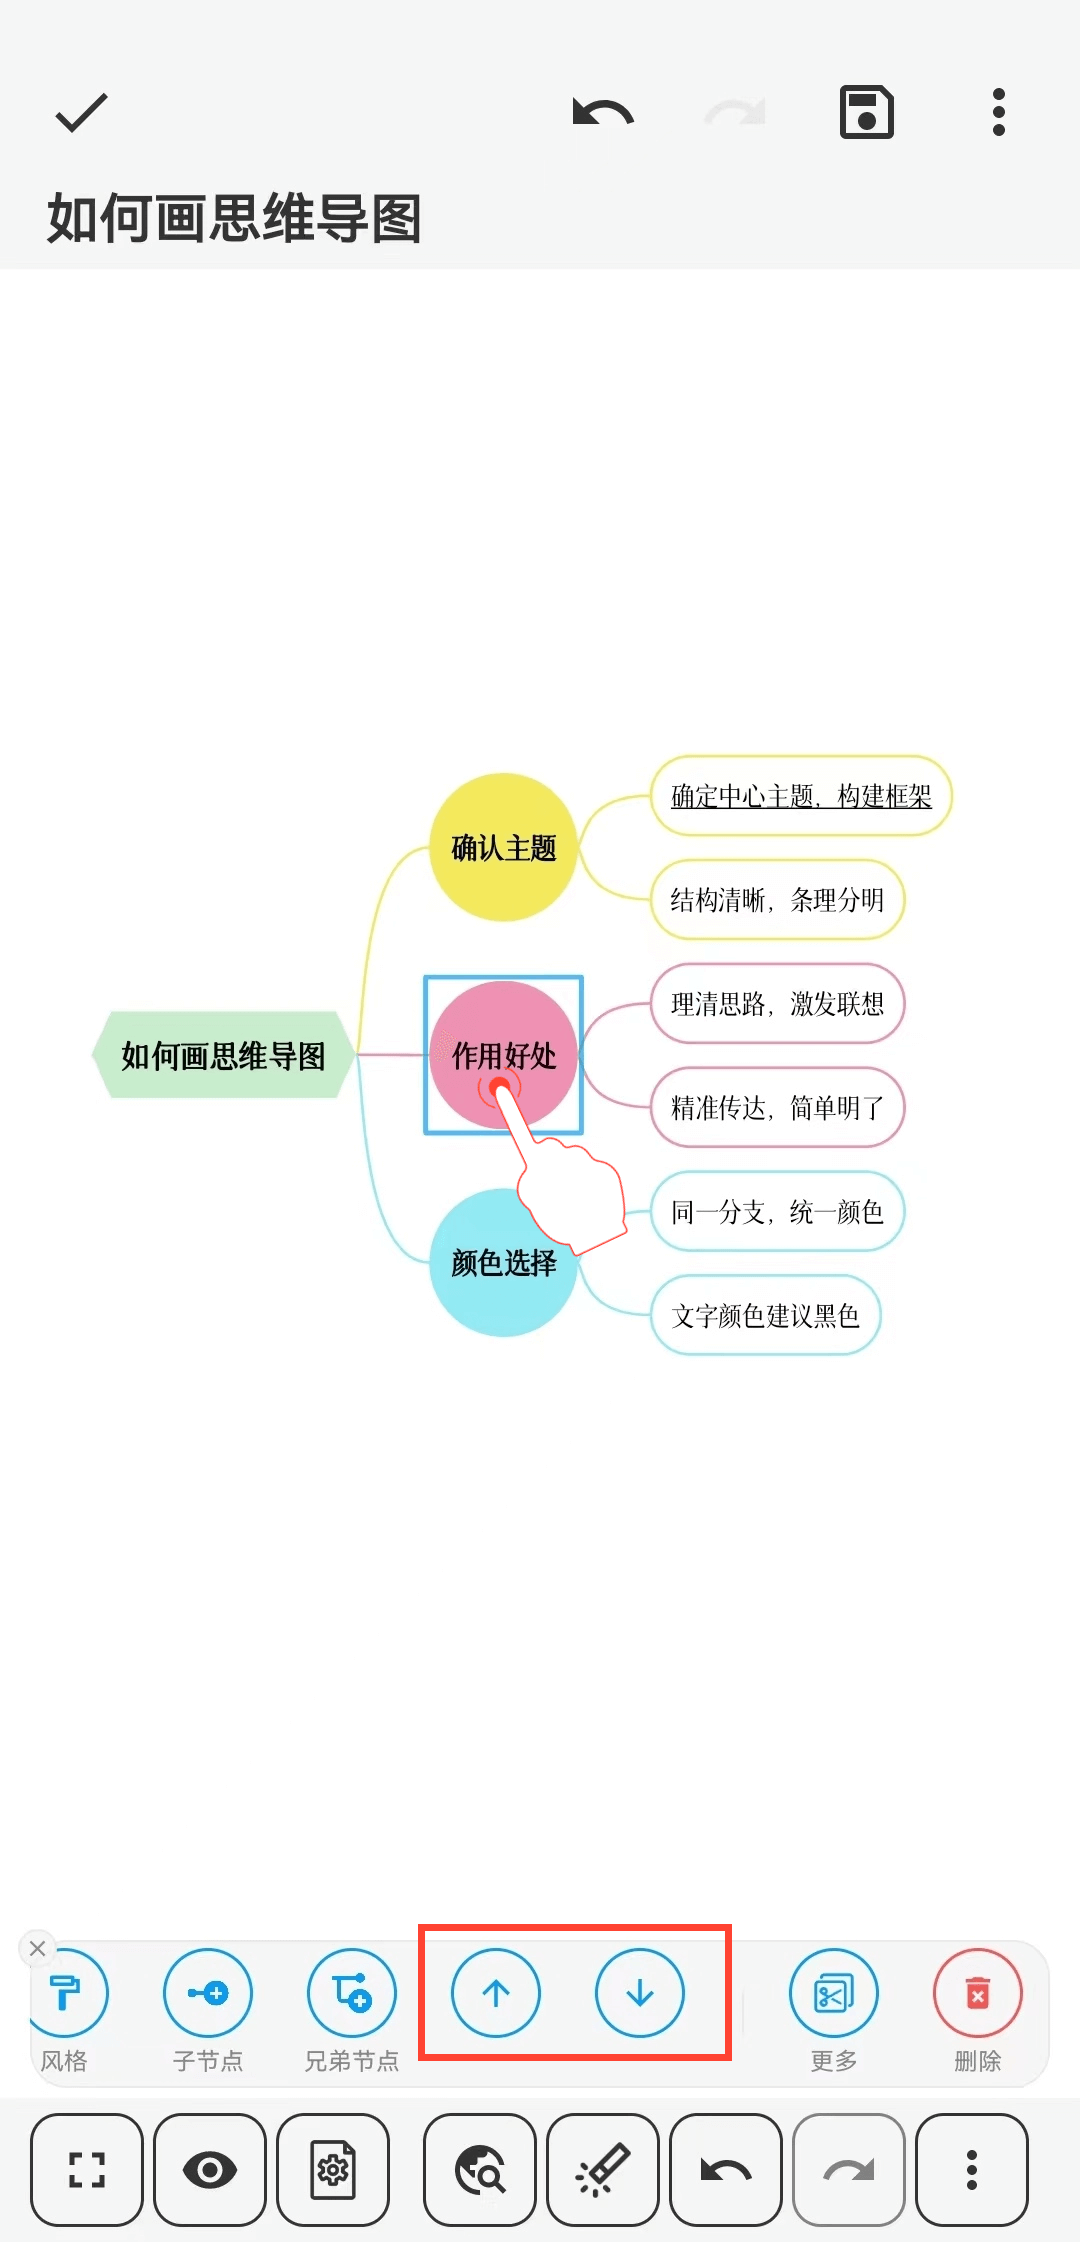 如何画思维导图
确认主题
确定中心主题，构建框架
结构清晰，条理分明
如何画思维导图
作用好处
理清思路，激发联想
精准传达，简单明了
颜色选择
同一分支，统一颜色
文字颜色建议黑色
风格
子节点
兄弟节点
更多
删除